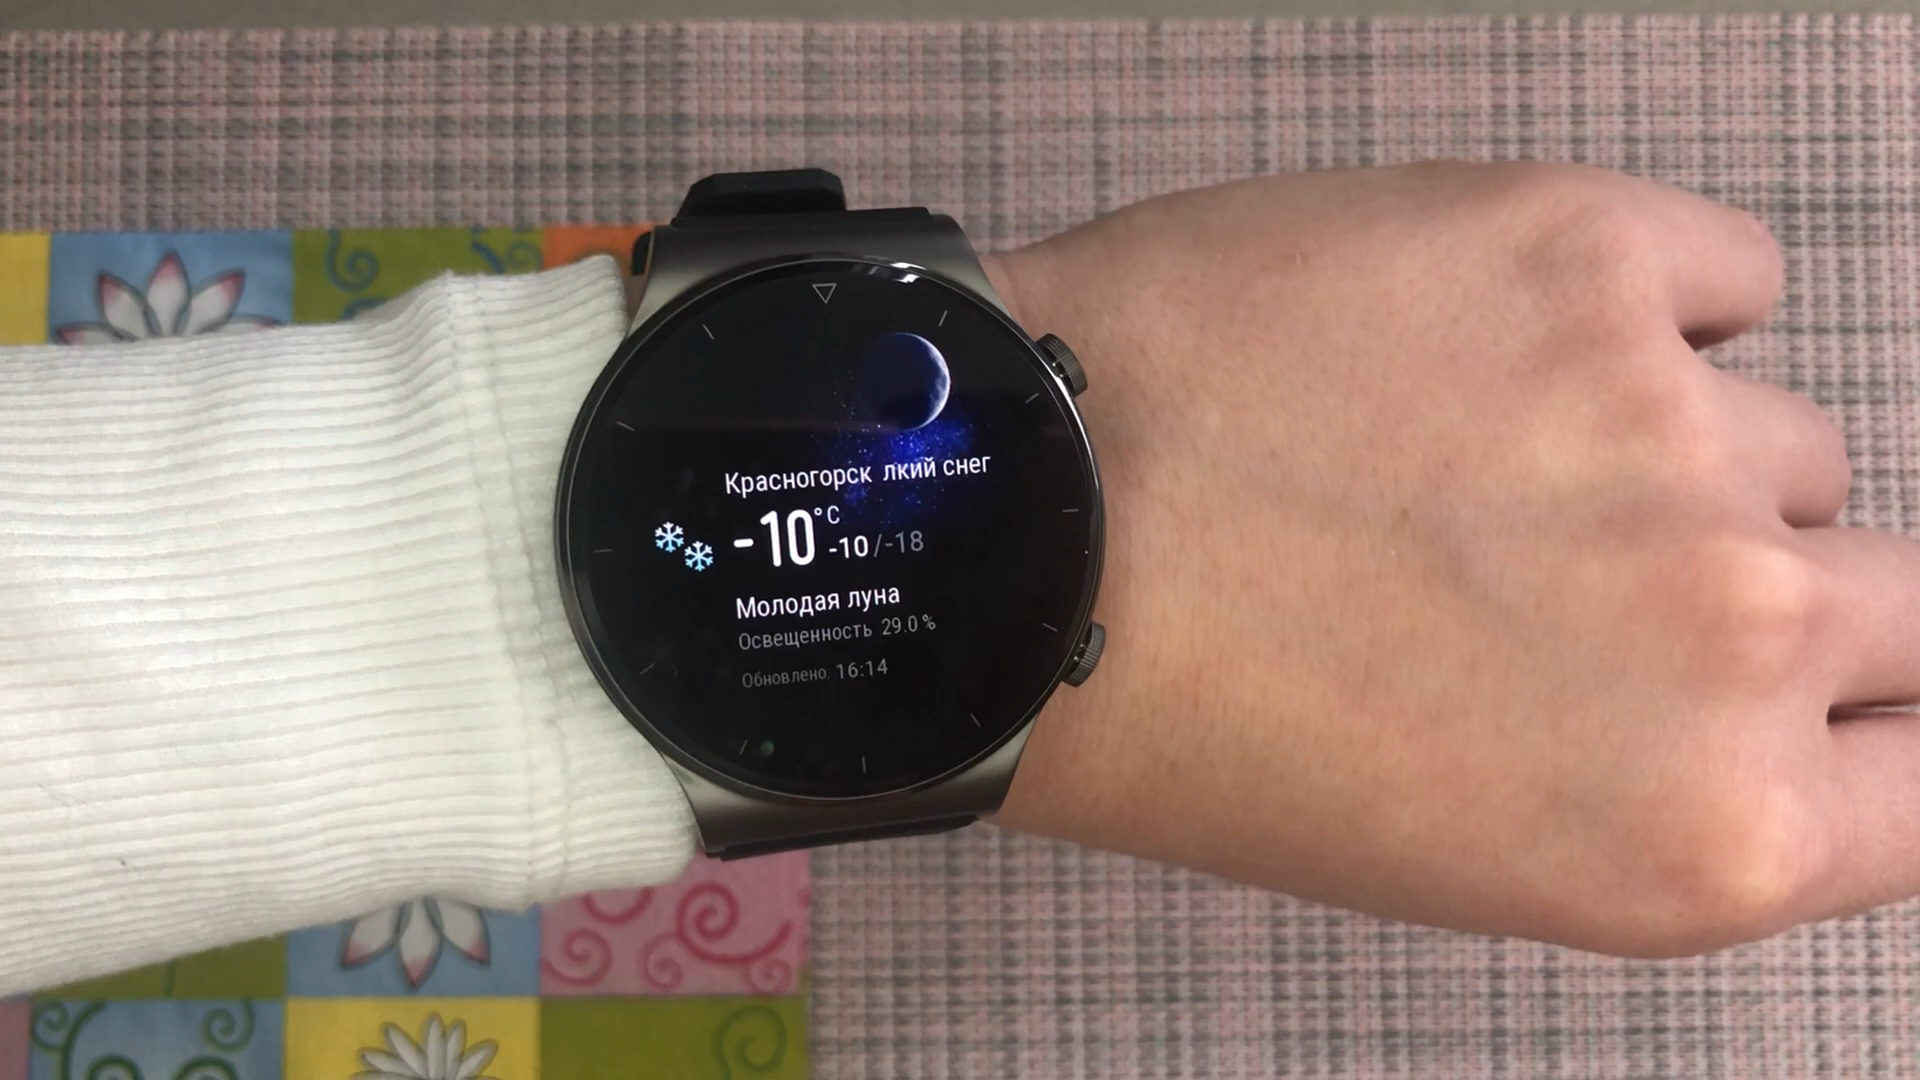 Красногорск лкий снег
-10°C -10/-18
Молодая луна
Освещенность 29.0 %
Обновлено: 16:14